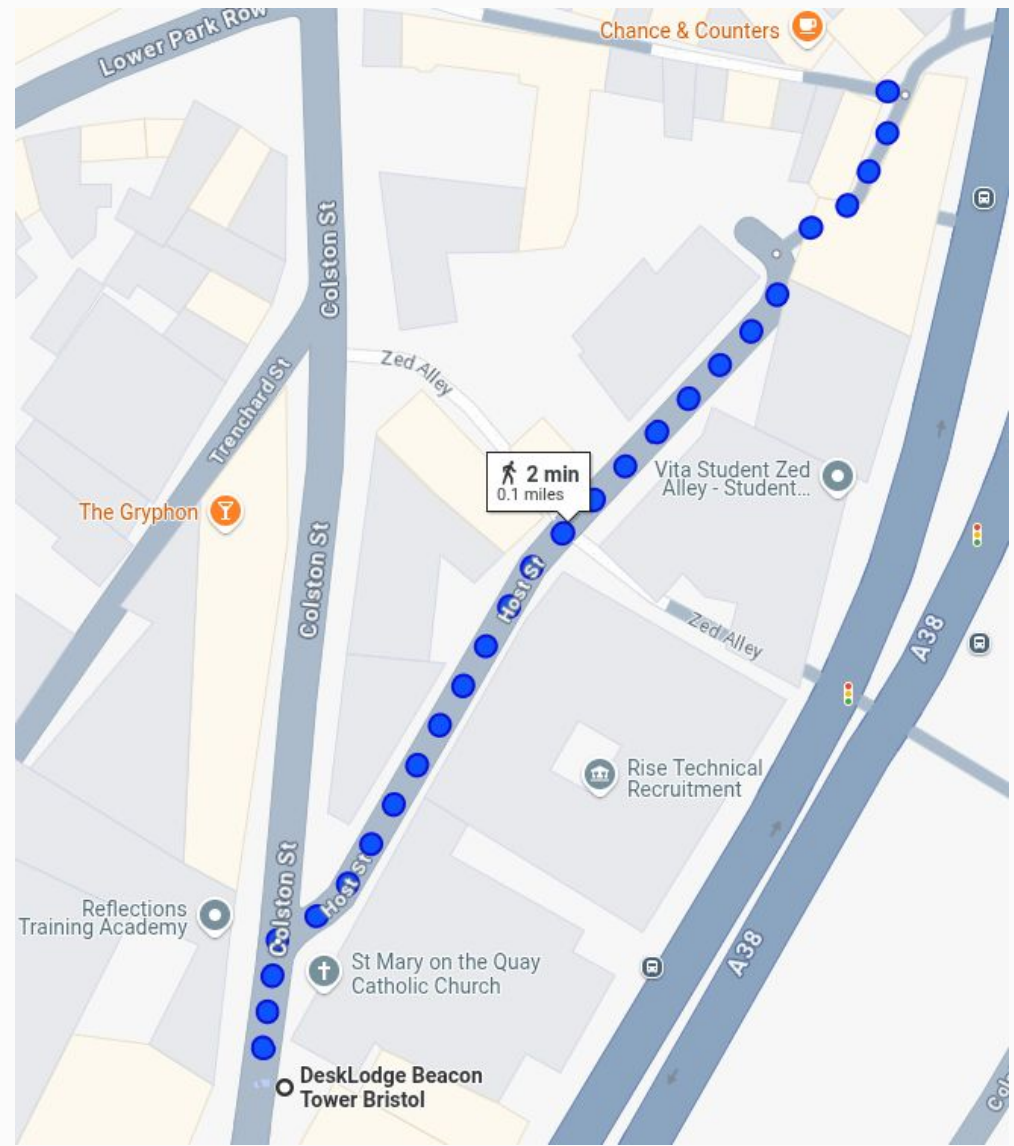 Lower Park Row
Chance & Counters
Colston St
Zed Alley
Trenchard St
2 min
0.1 miles
Vita Student Zed
Alley - Student...
The Gryphon
Colston St
Host St
Zed Alley
A38
Rise Technical
Recruitment
Host St
Colston St
Reflections
Training Academy
St Mary on the Quay
Catholic Church
A38
DeskLodge Beacon
Tower Bristol